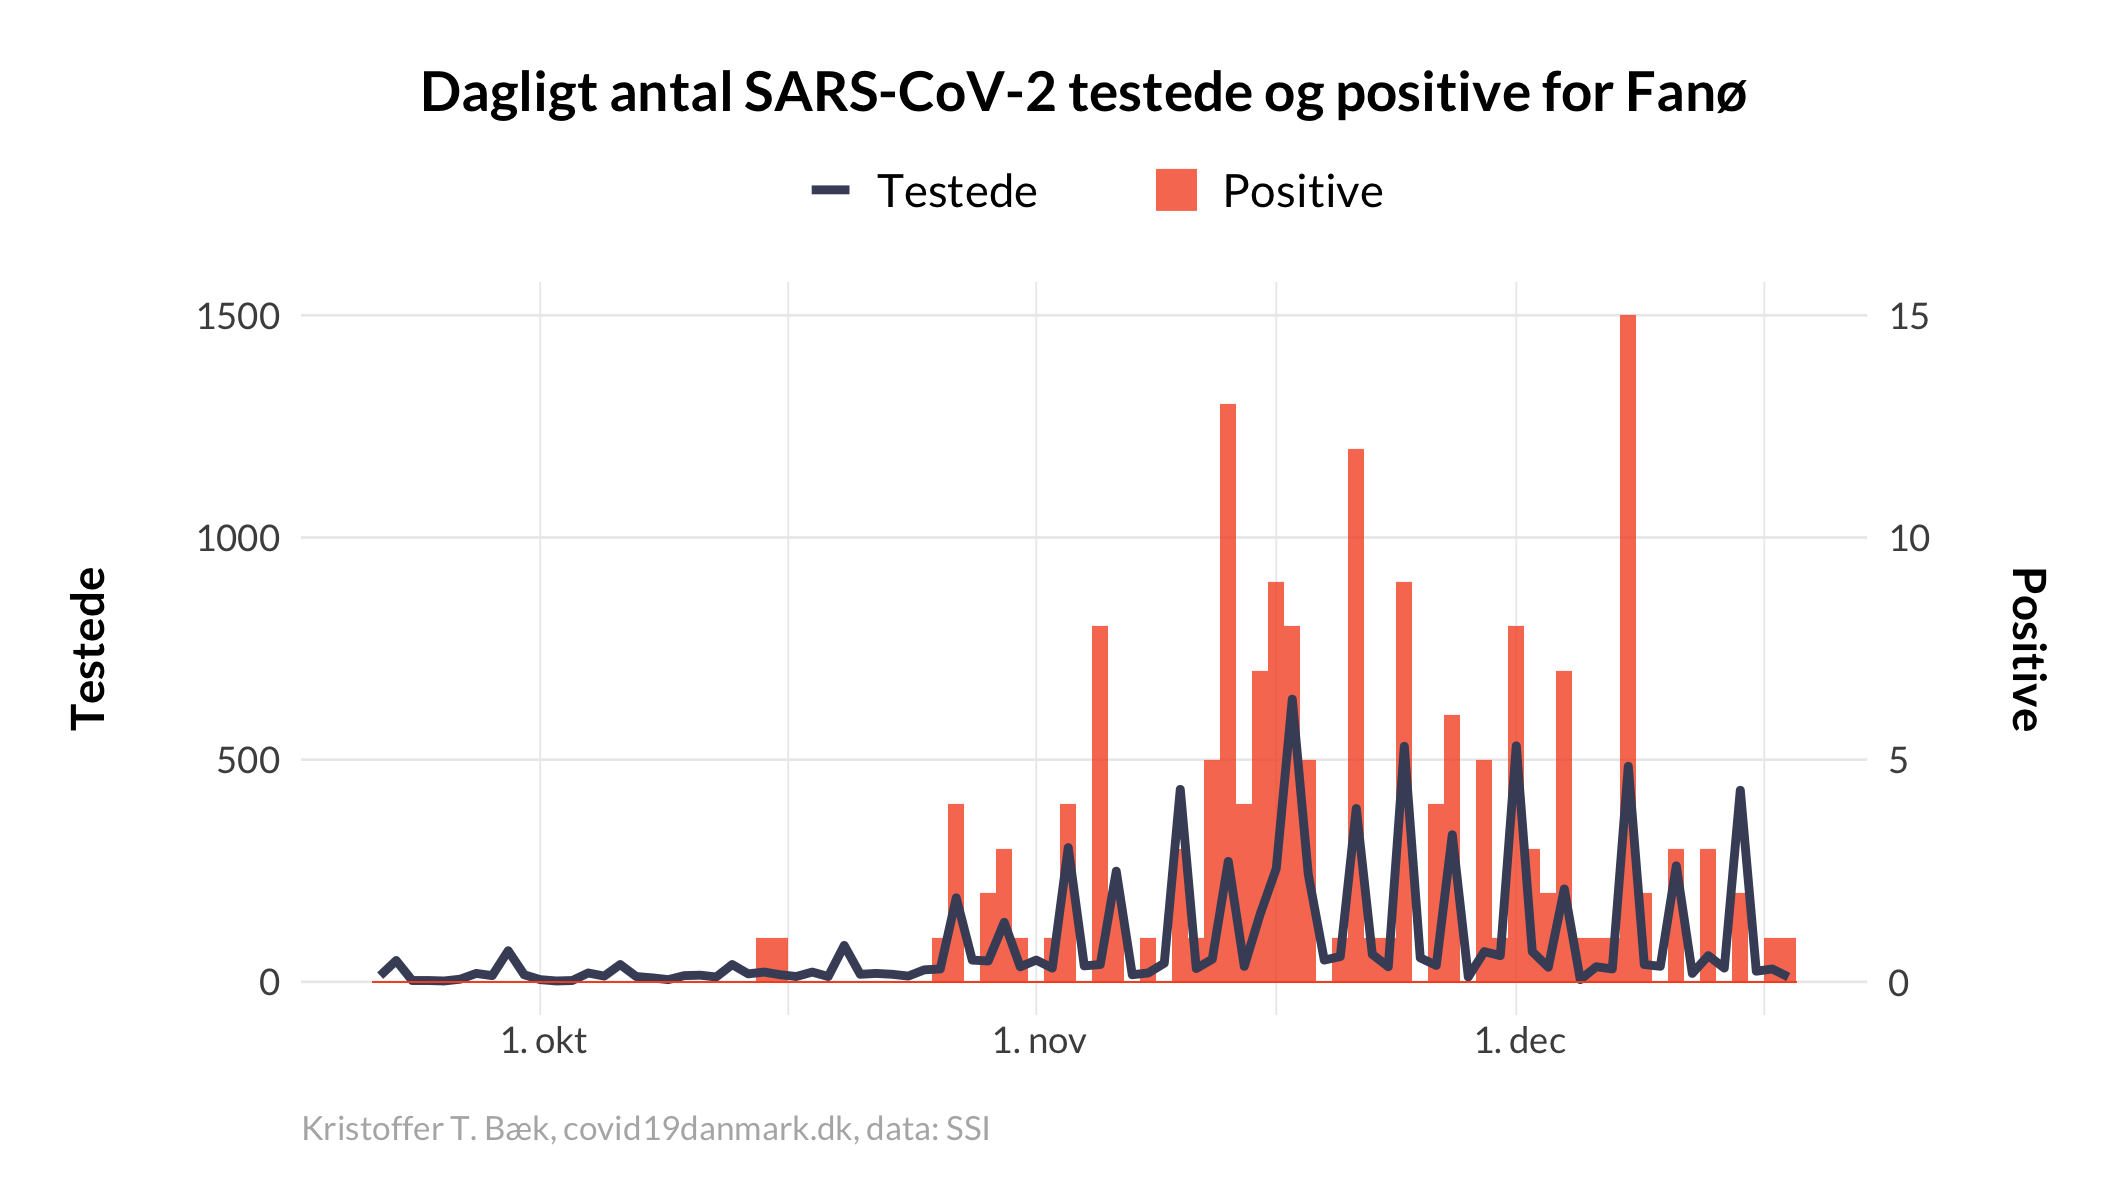 Dagligt antal SARS-CoV-2 testede og positive for Fanø
Testede
Positive
1500
1000
500
0
Testede
15
10
5
0
Positive
1. okt
1. nov
1. dec
Kristoffer T. Bæk, covid19danmark.dk, data: SSI